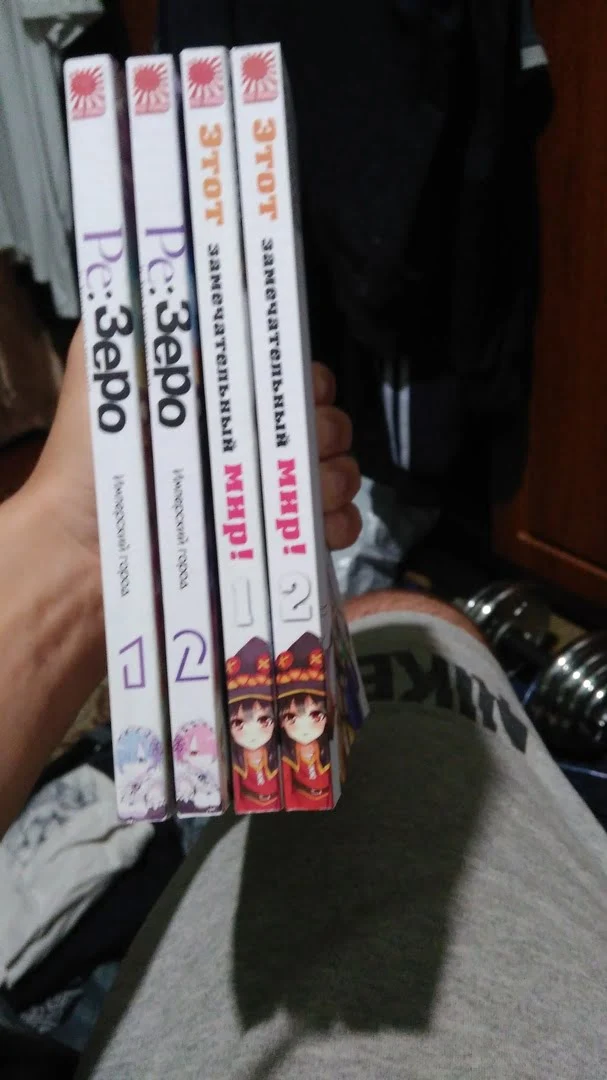 Ре:Зеро Имперский город 1
Ре:Зеро Имперский город 2
Этот замечательный мир! 1
Этот замечательный мир! 2
NIKE